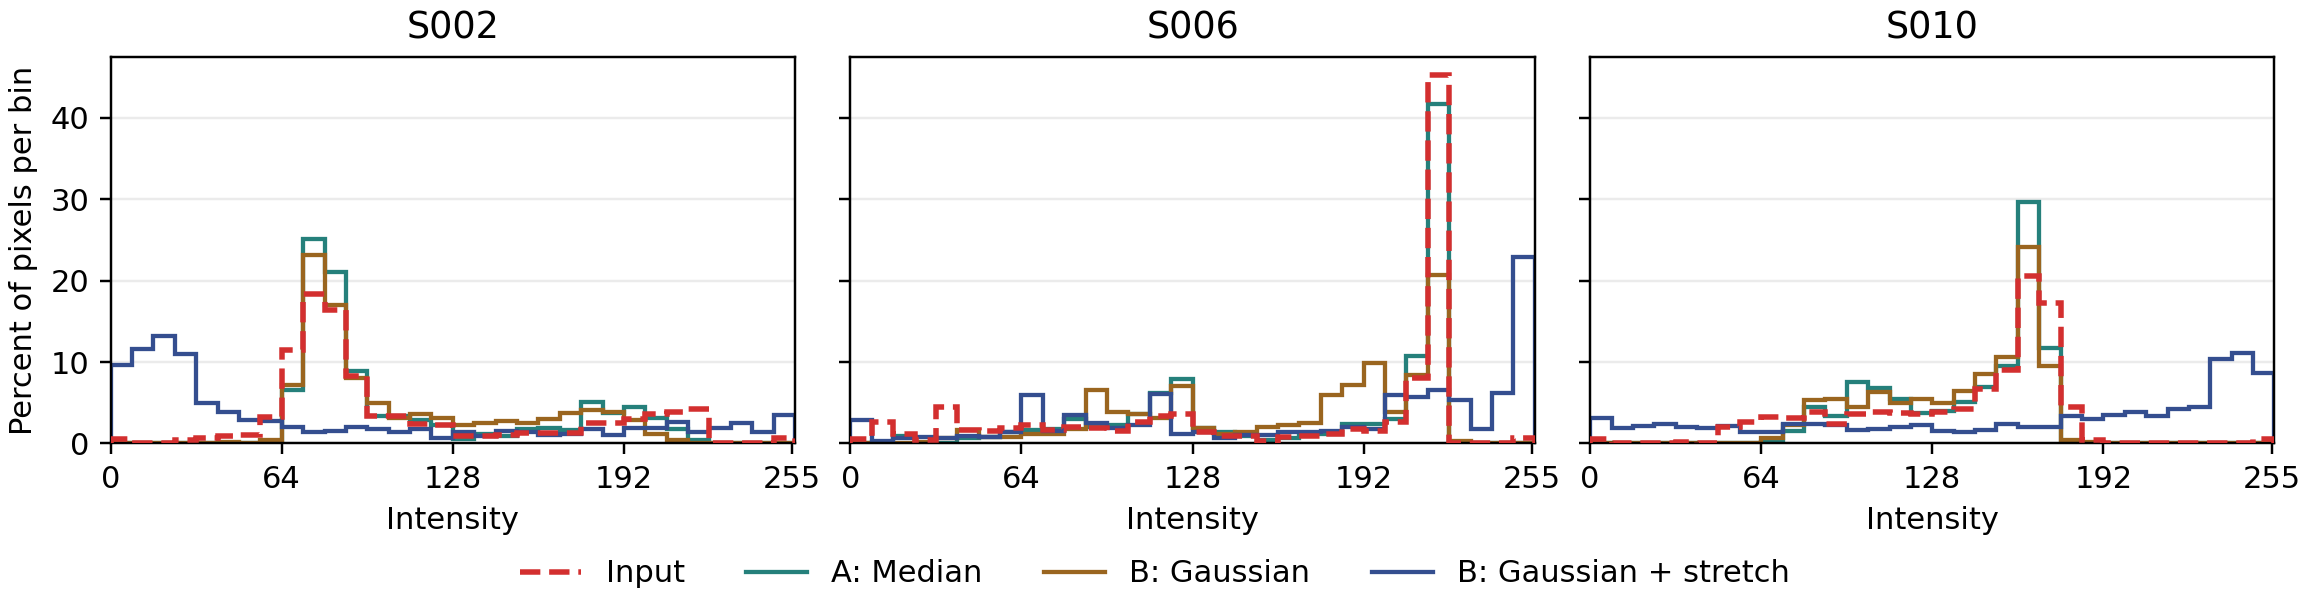 S002
S006
S010
Percent of pixels per bin
40
30
20
10
0
0 64 128 192 255
0 64 128 192 255
0 64 128 192 255
Intensity
Intensity
Intensity
Input
A: Median
B: Gaussian
B: Gaussian + stretch